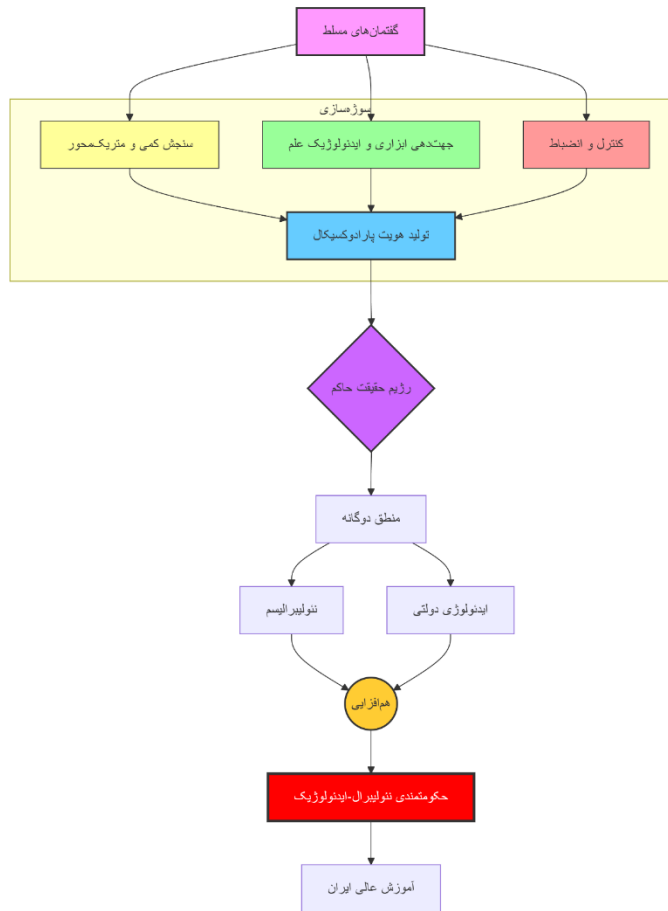 گفتمان‌های مسلط
سوژه‌سازی
کنترل و انضباط
جهت‌دهی ابزاری و ایدئولوژیک علم
سنجش کمی و متریک‌محور
تولید هویت پارادوکسیکال
رژیم حقیقت حاکم
منطق دوگانه
نئولیبرالیسم
ایدئولوژی دولتی
هم‌افزایی
حکومتمندی نئولیبرال-ایدئولوژیک
آموزش عالی ایران